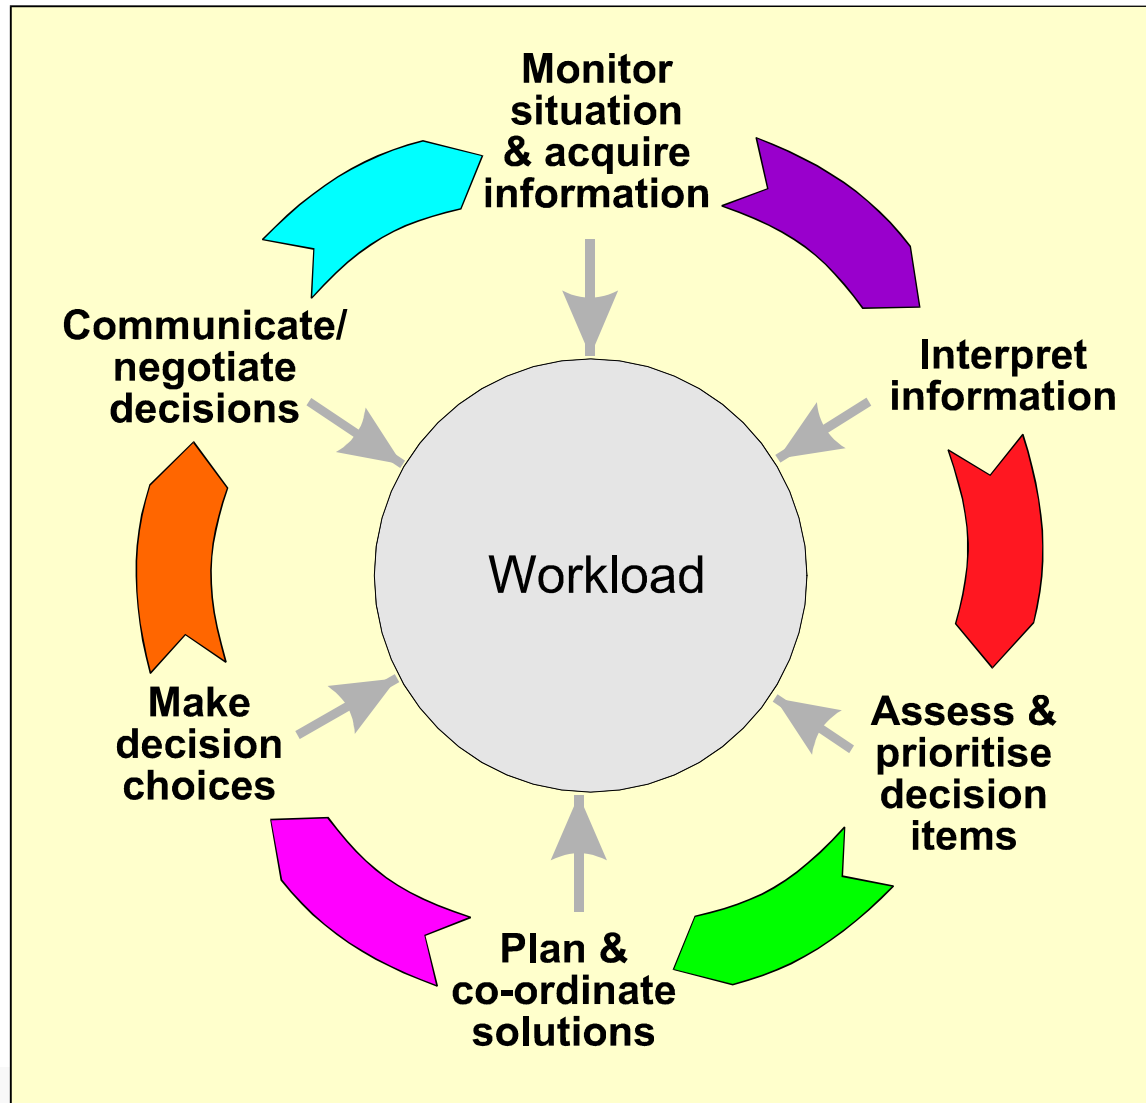 Monitor
situation
& acquire
information
Interpret
information
Assess &
prioritise
decision
items
Plan &
co-ordinate
solutions
Make
decision
choices
Communicate/
negotiate
decisions
Workload